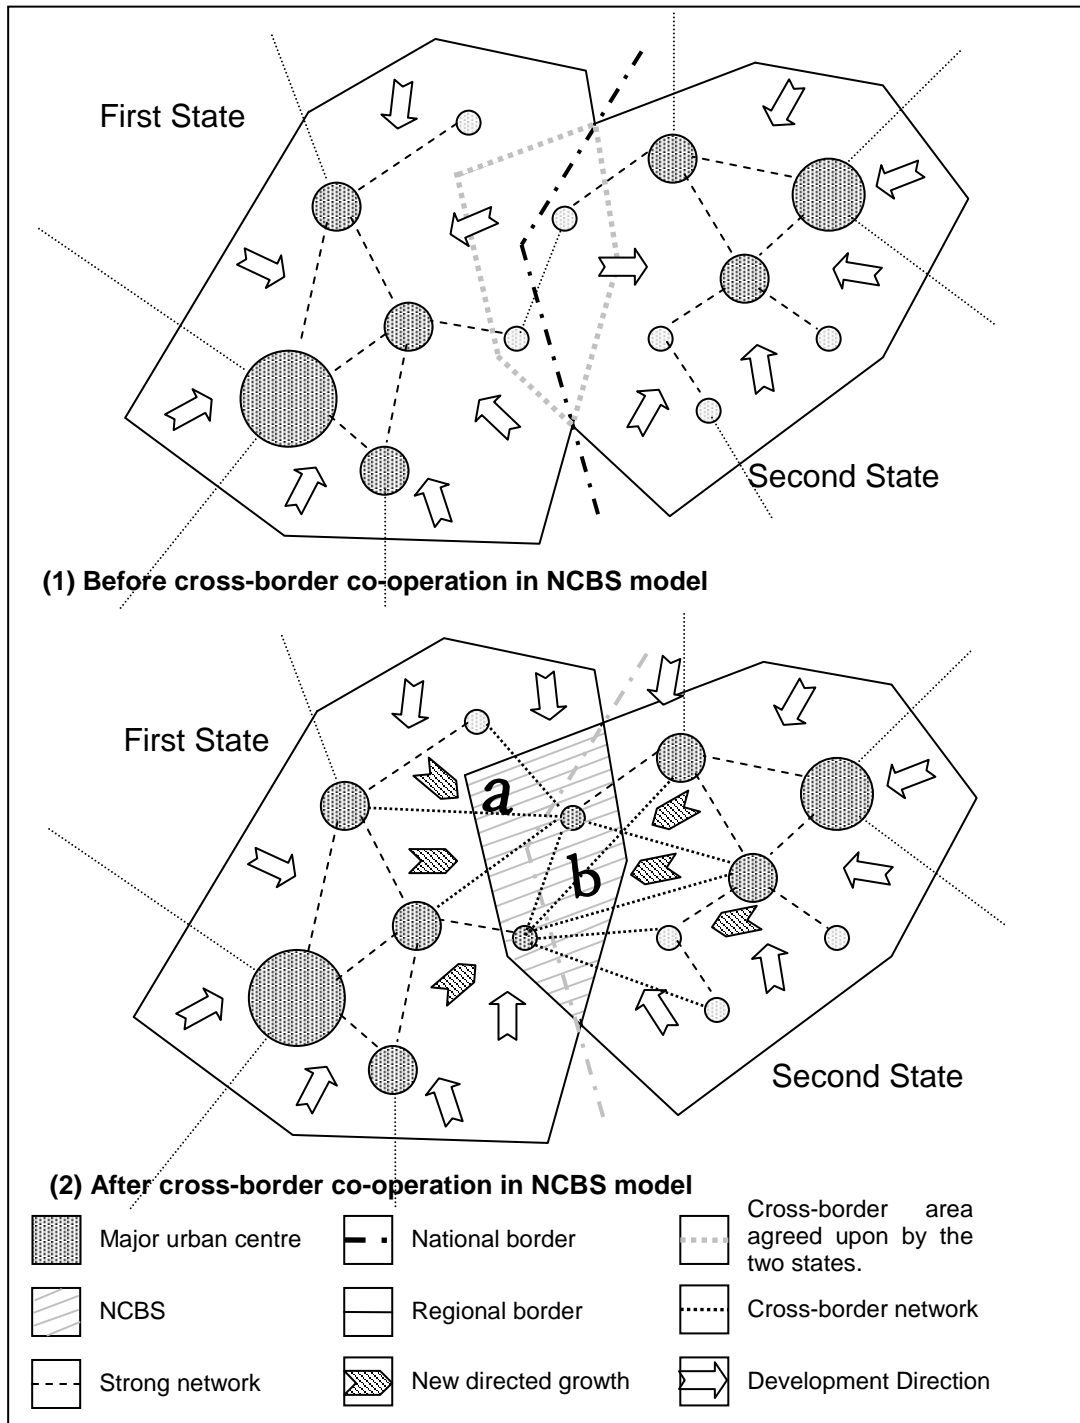 First State
Second State
(1) Before cross-border co-operation in NCBS model
First State
a
b
Second State
(2) After cross-border co-operation in NCBS model
Major urban centre
National border
Cross-border area
agreed upon by the
two states.
NCBS
Regional border
Cross-border network
Strong network
New directed growth
Development Direction